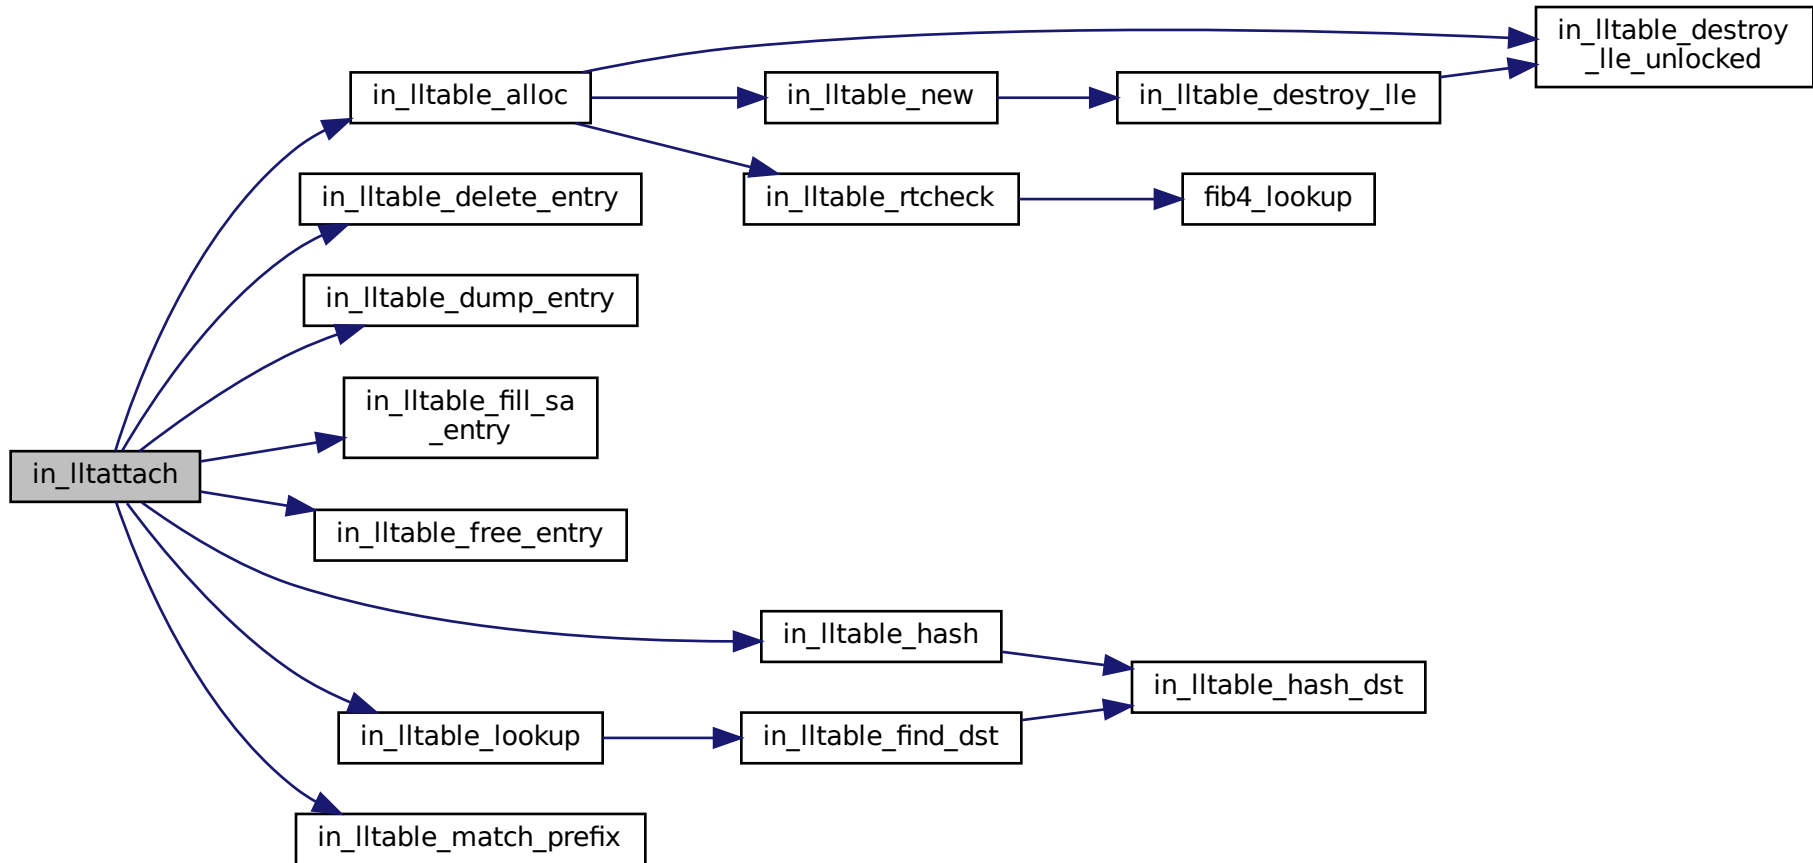 in_lltable_destroy
_lle_unlocked
in_lltable_alloc
in_lltable_new
in_lltable_destroy_lle
in_lltable_delete_entry
in_lltable_rtcheck
fib4_lookup
in_lltable_dump_entry
in_lltable_fill_sa
_entry
in_lltattach
in_lltable_free_entry
in_lltable_hash
in_lltable_hash_dst
in_lltable_lookup
in_lltable_find_dst
in_lltable_match_prefix